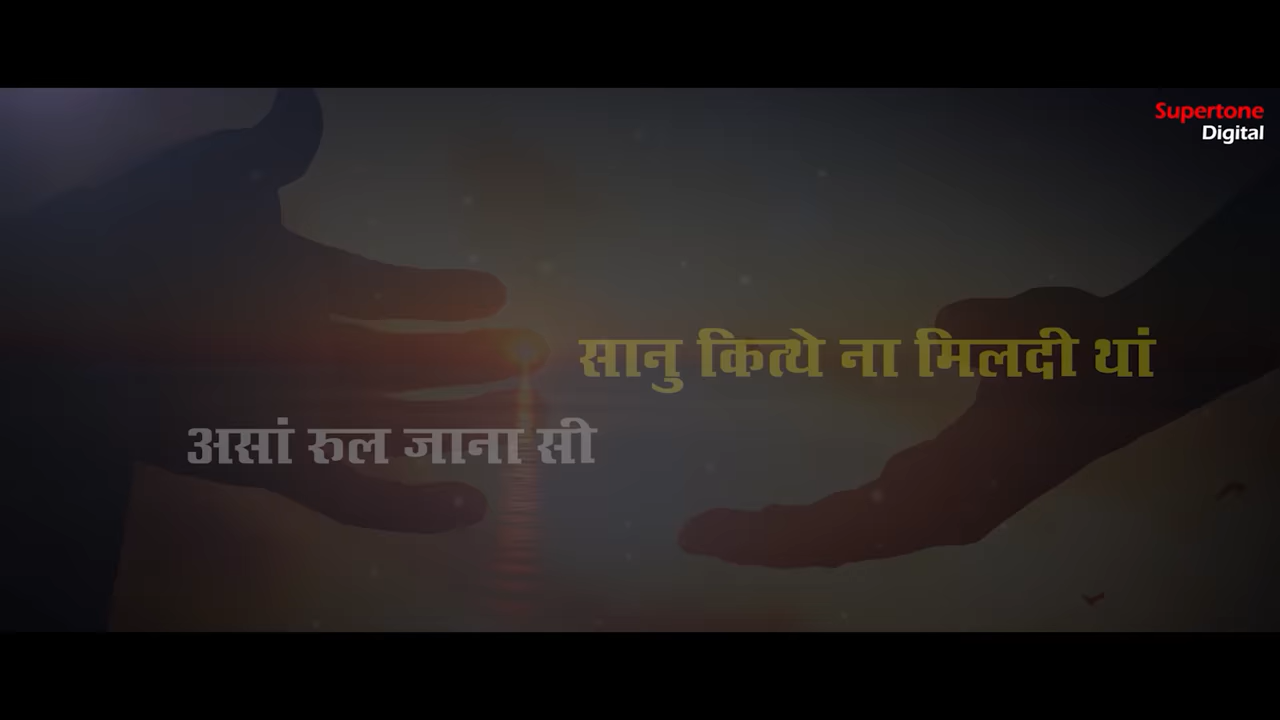 Supertone
Digital
सानु कित्थे ना मिलदी थां
असां रुल जाना सी